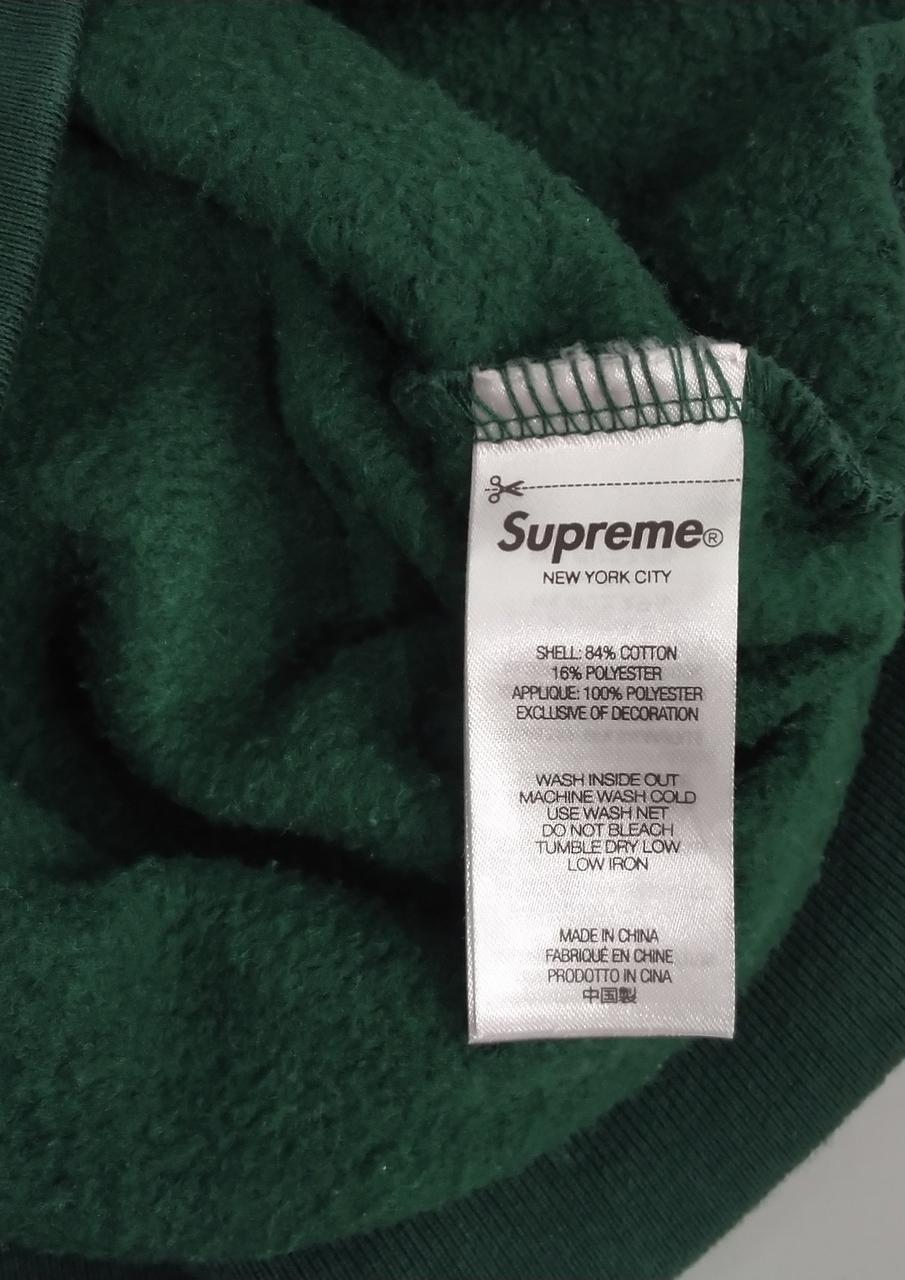 Supreme®
NEW YORK CITY
SHELL: 84% COTTON
16% POLYESTER
APPLIQUE: 100% POLYESTER
EXCLUSIVE OF DECORATION
WASH INSIDE OUT
MACHINE WASH COLD
USE WASH NET
DO NOT BLEACH
TUMBLE DRY LOW
LOW IRON
MADE IN CHINA
FABRIQUÉ EN CHINE
PRODOTTO IN CINA
中国製